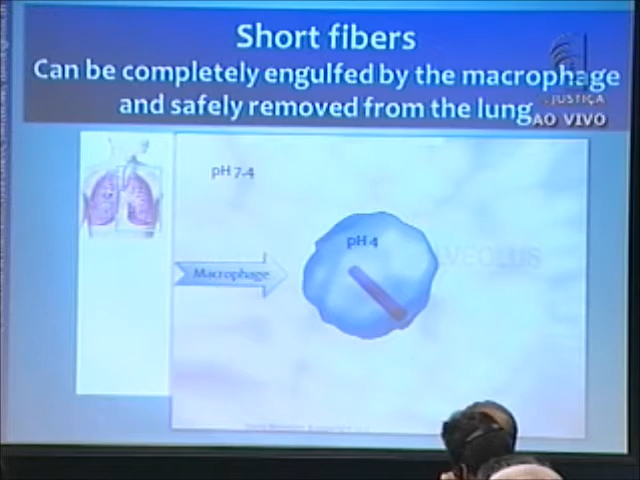 Short fibers
Can be completely engulfed by the macrophage
and safely removed from the lung
JUSTIÇA
AO VIVO
pH 7.4
pH 4
VEOLUS
Macrophage